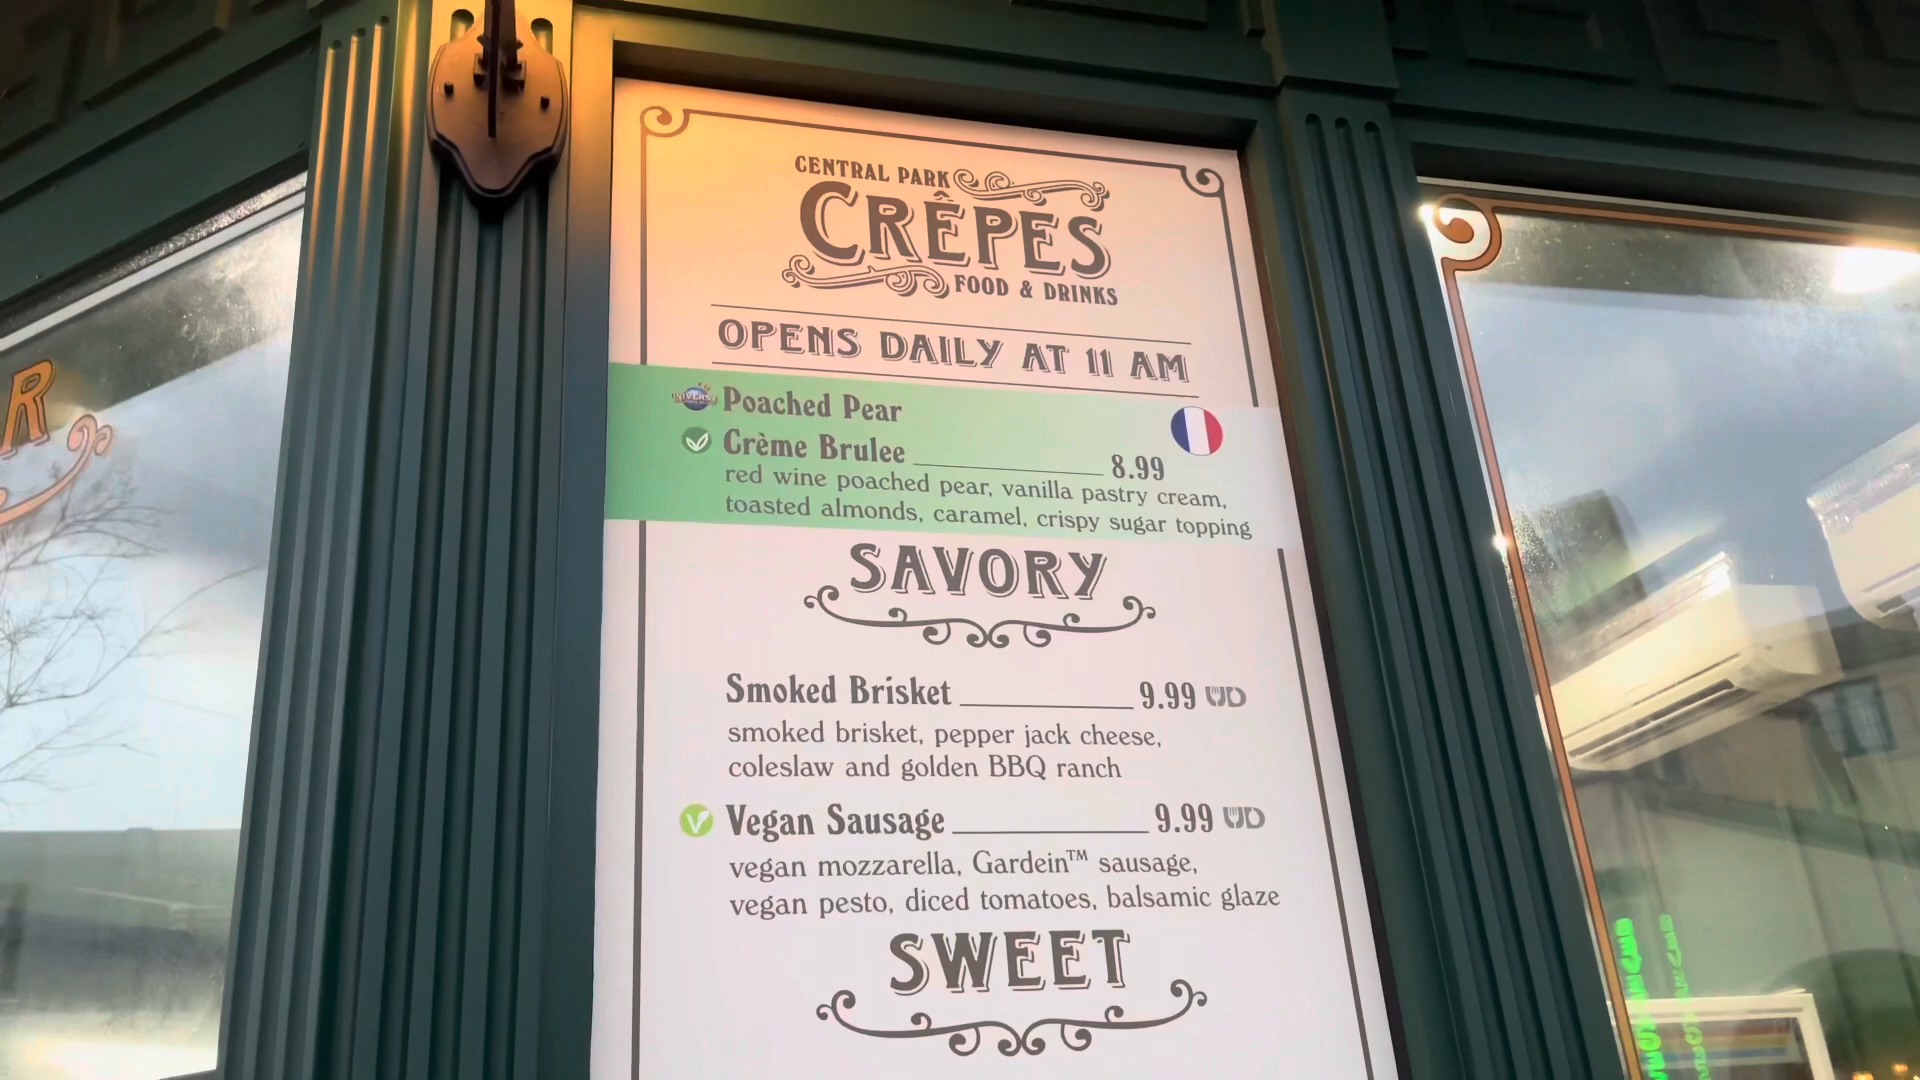 CENTRAL PARK
CRÊPES
FOOD & DRINKS
OPENS DAILY AT 11 AM
Poached Pear
Crème Brulee 8.99
red wine poached pear, vanilla pastry cream,
toasted almonds, caramel, crispy sugar topping
SAVORY
Smoked Brisket 9.99 UD
smoked brisket, pepper jack cheese,
coleslaw and golden BBQ ranch
V Vegan Sausage 9.99 UD
vegan mozzarella, Gardein™ sausage,
vegan pesto, diced tomatoes, balsamic glaze
SWEET
R